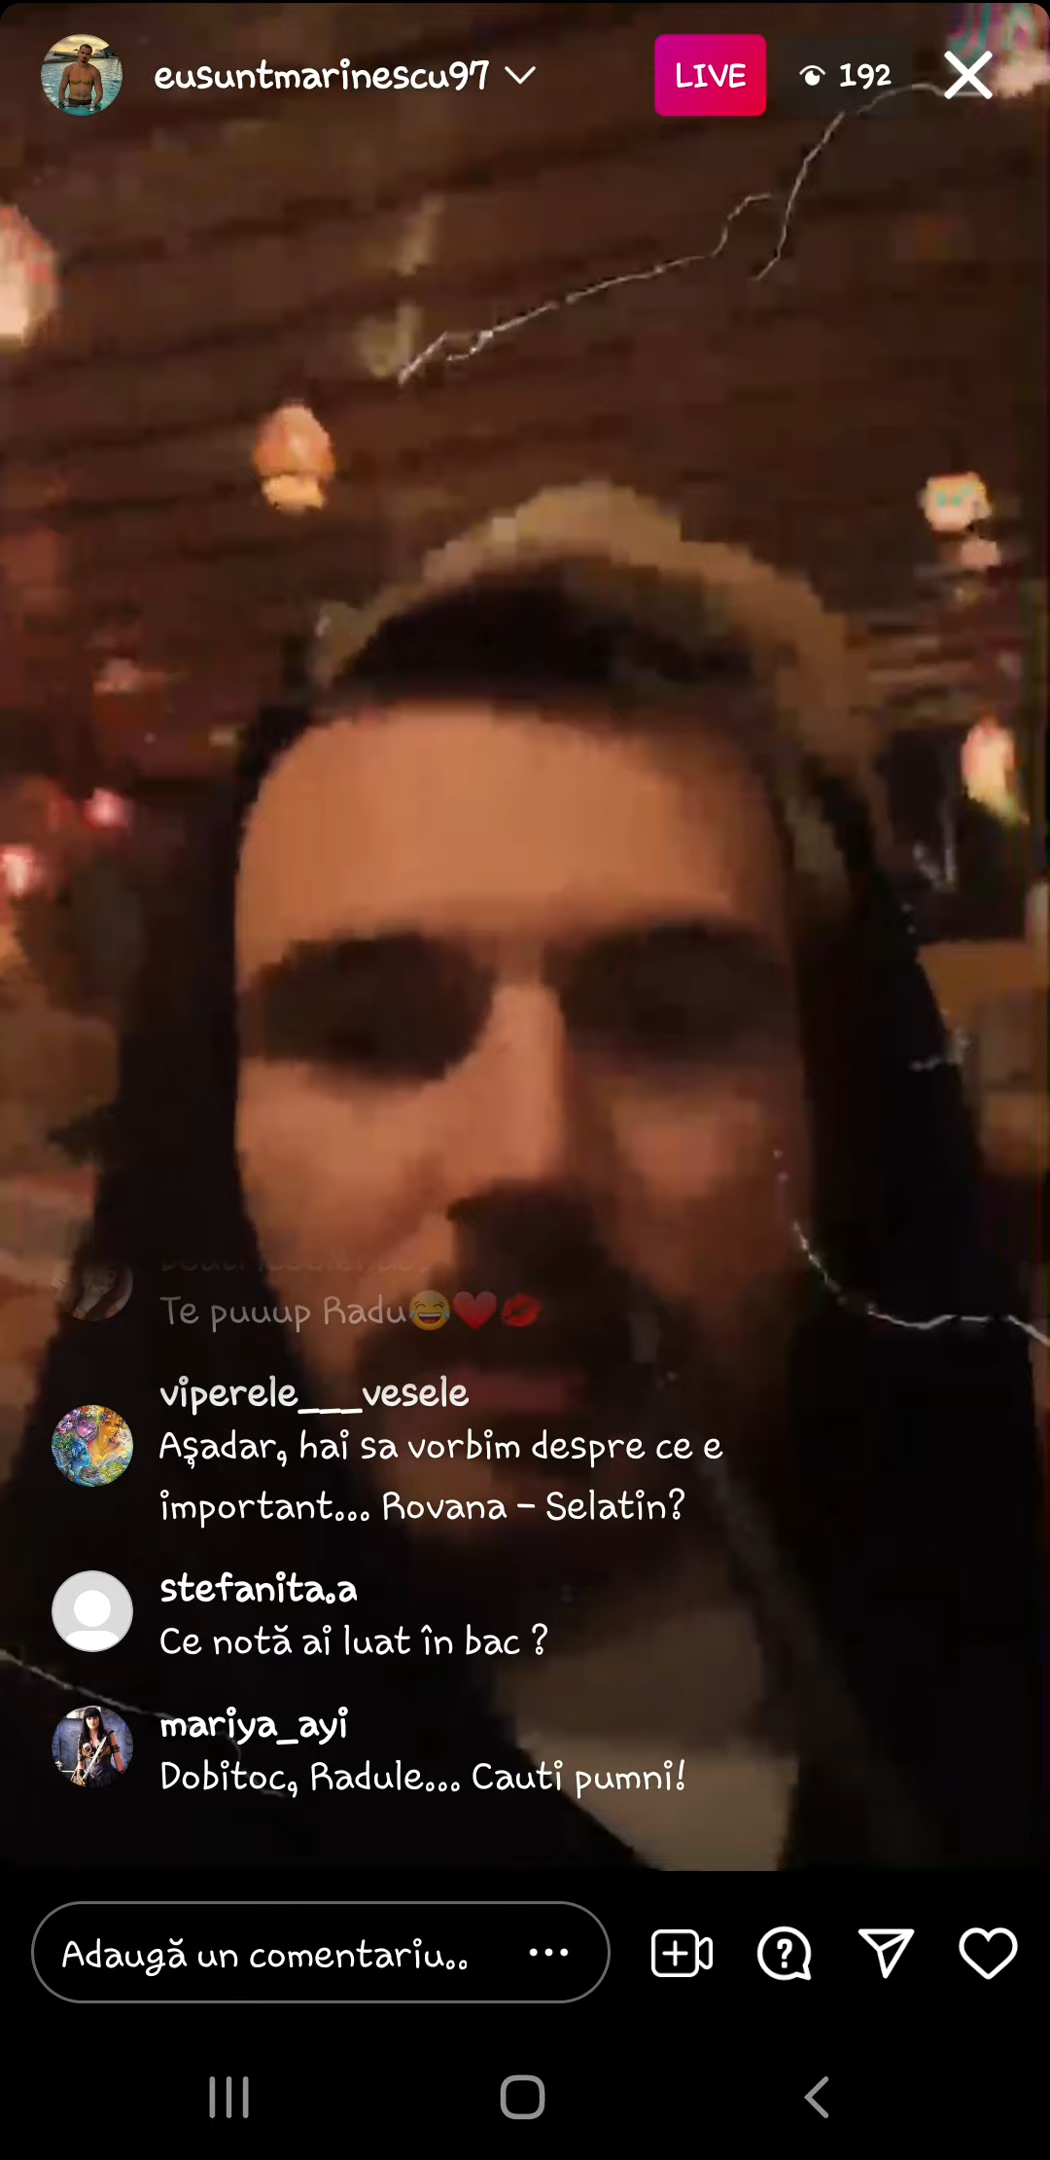 eusuntmarinescu97
LIVE
192
Te puuup Radu😂❤️💋
viperele___vesele
Așadar, hai sa vorbim despre ce e
important... Rovana - Selatin?
stefanita.a
Ce notă ai luat în bac ?
mariya_ayi
Dobitoc, Radule... Cauti pumni!
Adaugă un comentariu..